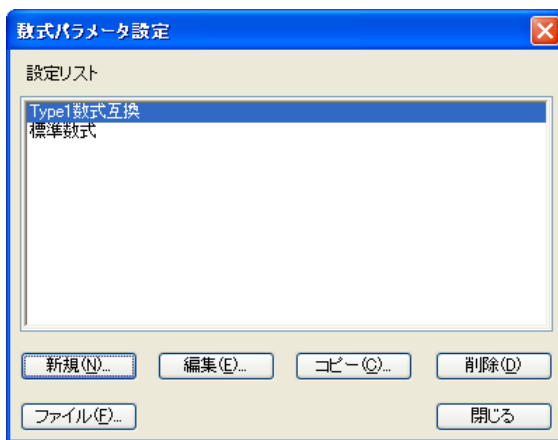 数式パラメータ設定
設定リスト
Type1数式互換
標準数式
新規(N)... 編集(E)... コピー(C)... 削除(D)
ファイル(F)... 閉じる